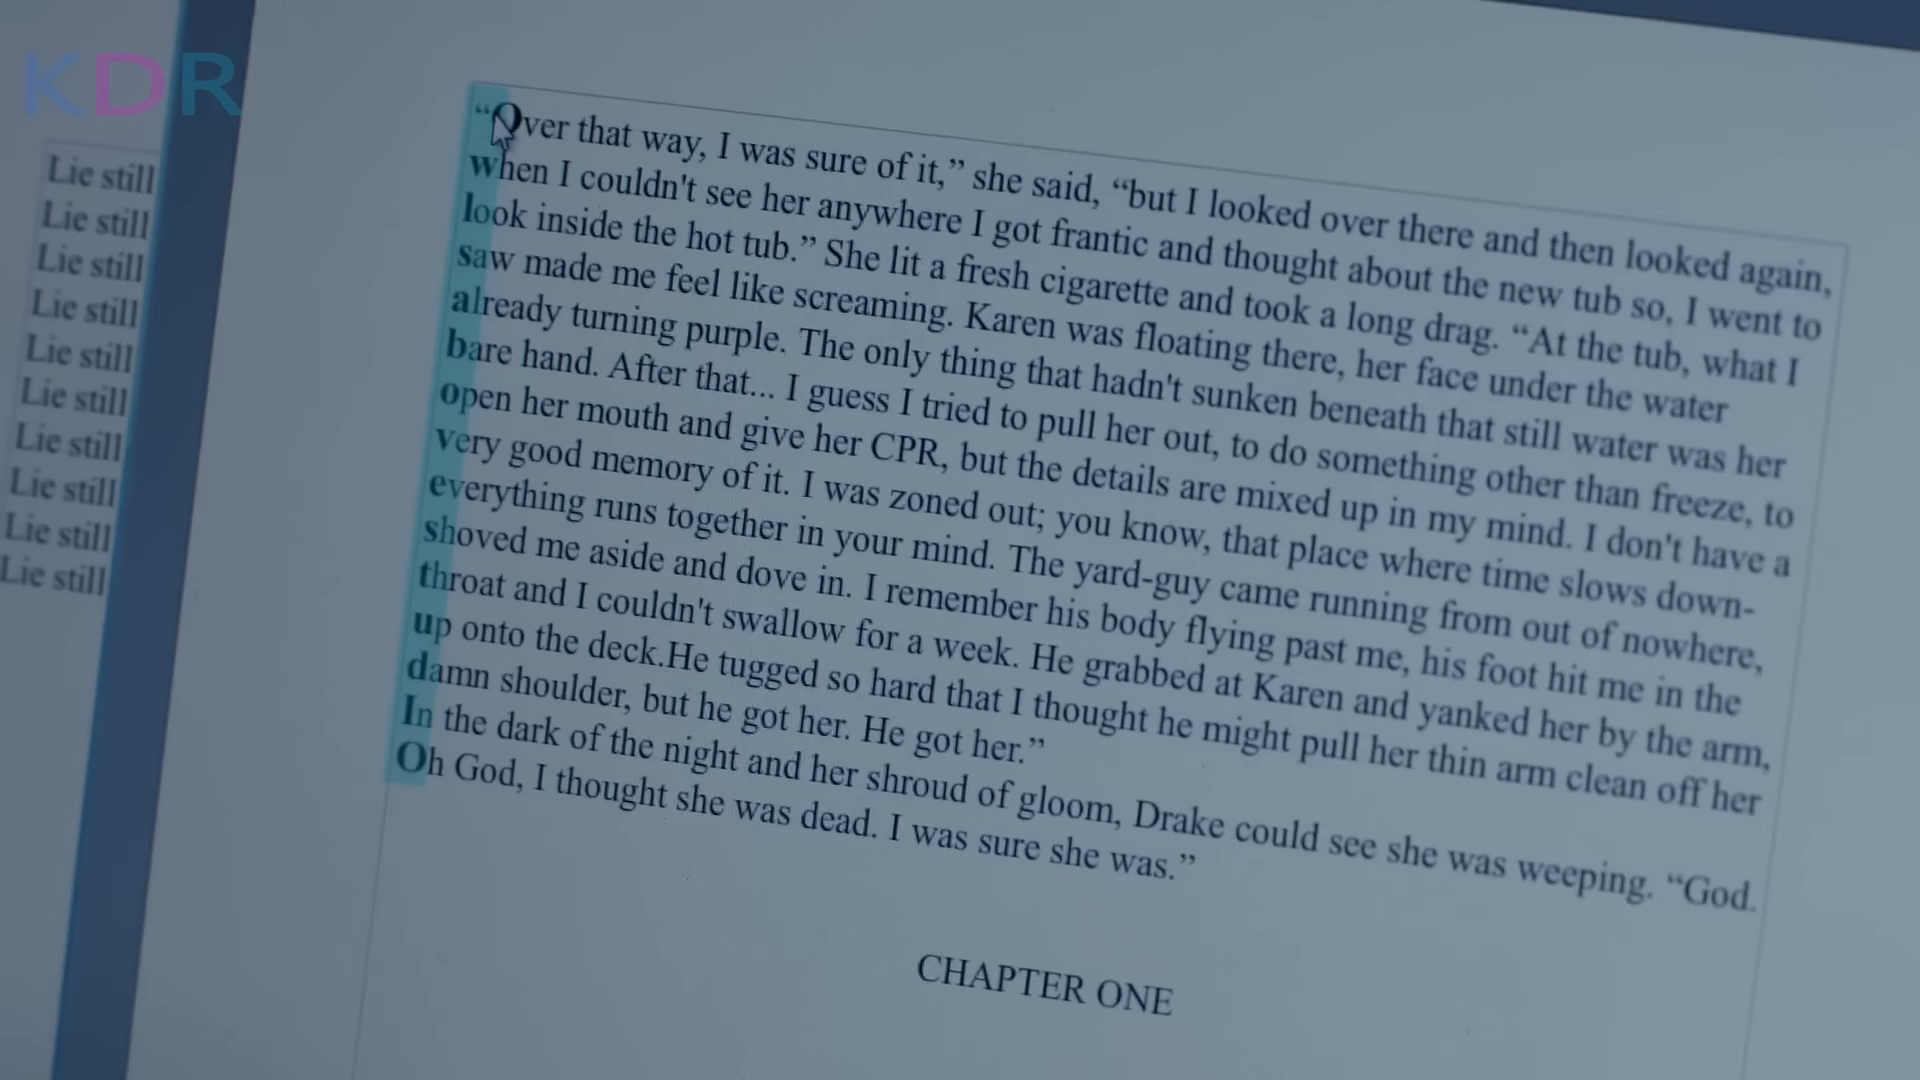 KDR
Lie still
Lie still
Lie still
Lie still
Lie still
Lie still
Lie still
Lie still
Lie still
Lie still
“Over that way, I was sure of it,” she said, “but I looked over there and then looked again,
when I couldn't see her anywhere I got frantic and thought about the new tub so, I went to
look inside the hot tub.” She lit a fresh cigarette and took a long drag. “At the tub, what I
saw made me feel like screaming. Karen was floating there, her face under the water
already turning purple. The only thing that hadn't sunken beneath that still water was her
bare hand. After that... I guess I tried to pull her out, to do something other than freeze, to
open her mouth and give her CPR, but the details are mixed up in my mind. I don't have a
very good memory of it. I was zoned out; you know, that place where time slows down-
everything runs together in your mind. The yard-guy came running from out of nowhere,
shoved me aside and dove in. I remember his body flying past me, his foot hit me in the
throat and I couldn't swallow for a week. He grabbed at Karen and yanked her by the arm,
up onto the deck.He tugged so hard that I thought he might pull her thin arm clean off her
damn shoulder, but he got her. He got her.”
In the dark of the night and her shroud of gloom, Drake could see she was weeping. “God.
Oh God, I thought she was dead. I was sure she was.”
CHAPTER ONE